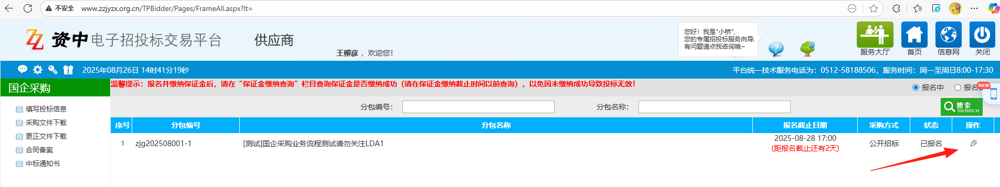 不安全 www.zzjyzx.org.cn/TPBidder/Pages/FrameAll.aspx?lt=
ZZ 资中电子招投标交易平台 供应商
王柳彦 ，欢迎您！
您好！我是"小桥",
您的专属招投标服务向导,
有问题请点我咨询哦~
服务大厅 首页 信息网 关闭
2025年08月26日 14时41分19秒 平台统一技术服务电话为：0512-58188506，服务时间：周一至周日8:00-17:30
国企采购
填写投标信息
采购文件下载
更正文件下载
合同备案
中标通知书
温馨提示：报名并缴纳保证金后，请在“保证金缴纳查询”栏目查询保证金是否缴纳成功（请在保证金缴纳截止时间以前查询），以免因未缴纳成功导致投标无效！
报名中 报名
NEW
分包编号： 分包名称： 搜索
SEARCH
序号 分包编号 分包名称 报名截止日期 采购方式 状态 操作
1 zjg202508001-1 [测试]国企采购业务流程测试请勿关注LDA1 2025-08-28 17:00 公开招标 已报名
(距报名截止还有2天)